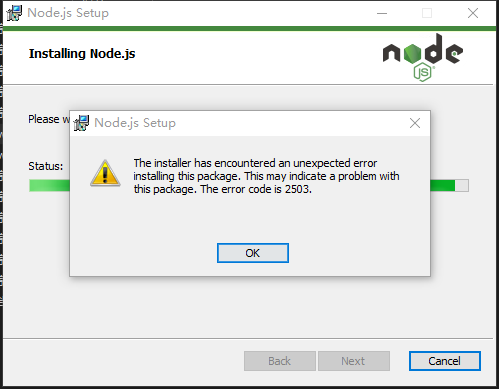 Node.js Setup
Installing Node.js
node
JS
Please w
Node.js Setup
The installer has encountered an unexpected error
installing this package. This may indicate a problem with
this package. The error code is 2503.
Status:
OK
Back
Next
Cancel